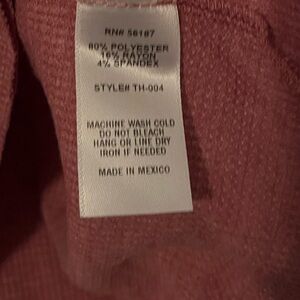 RN# 56187
80% POLYESTER
16% RAYON
4% SPANDEX
STYLE# TH-004
MACHINE WASH COLD
DO NOT BLEACH
HANG OR LINE DRY
IRON IF NEEDED
MADE IN MEXICO